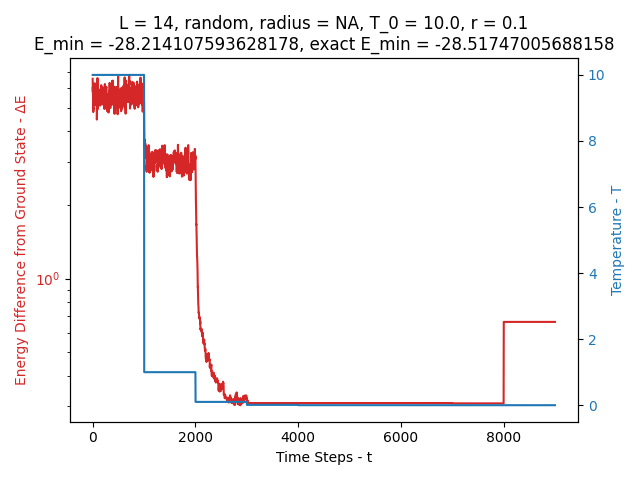 L = 14, random, radius = NA, T_0 = 10.0, r = 0.1
E_min = -28.214107593628178, exact E_min = -28.51747005688158
Energy Difference from Ground State - ΔE
10⁰
10
8
6
4
2
0
Temperature - T
0 2000 4000 6000 8000
Time Steps - t